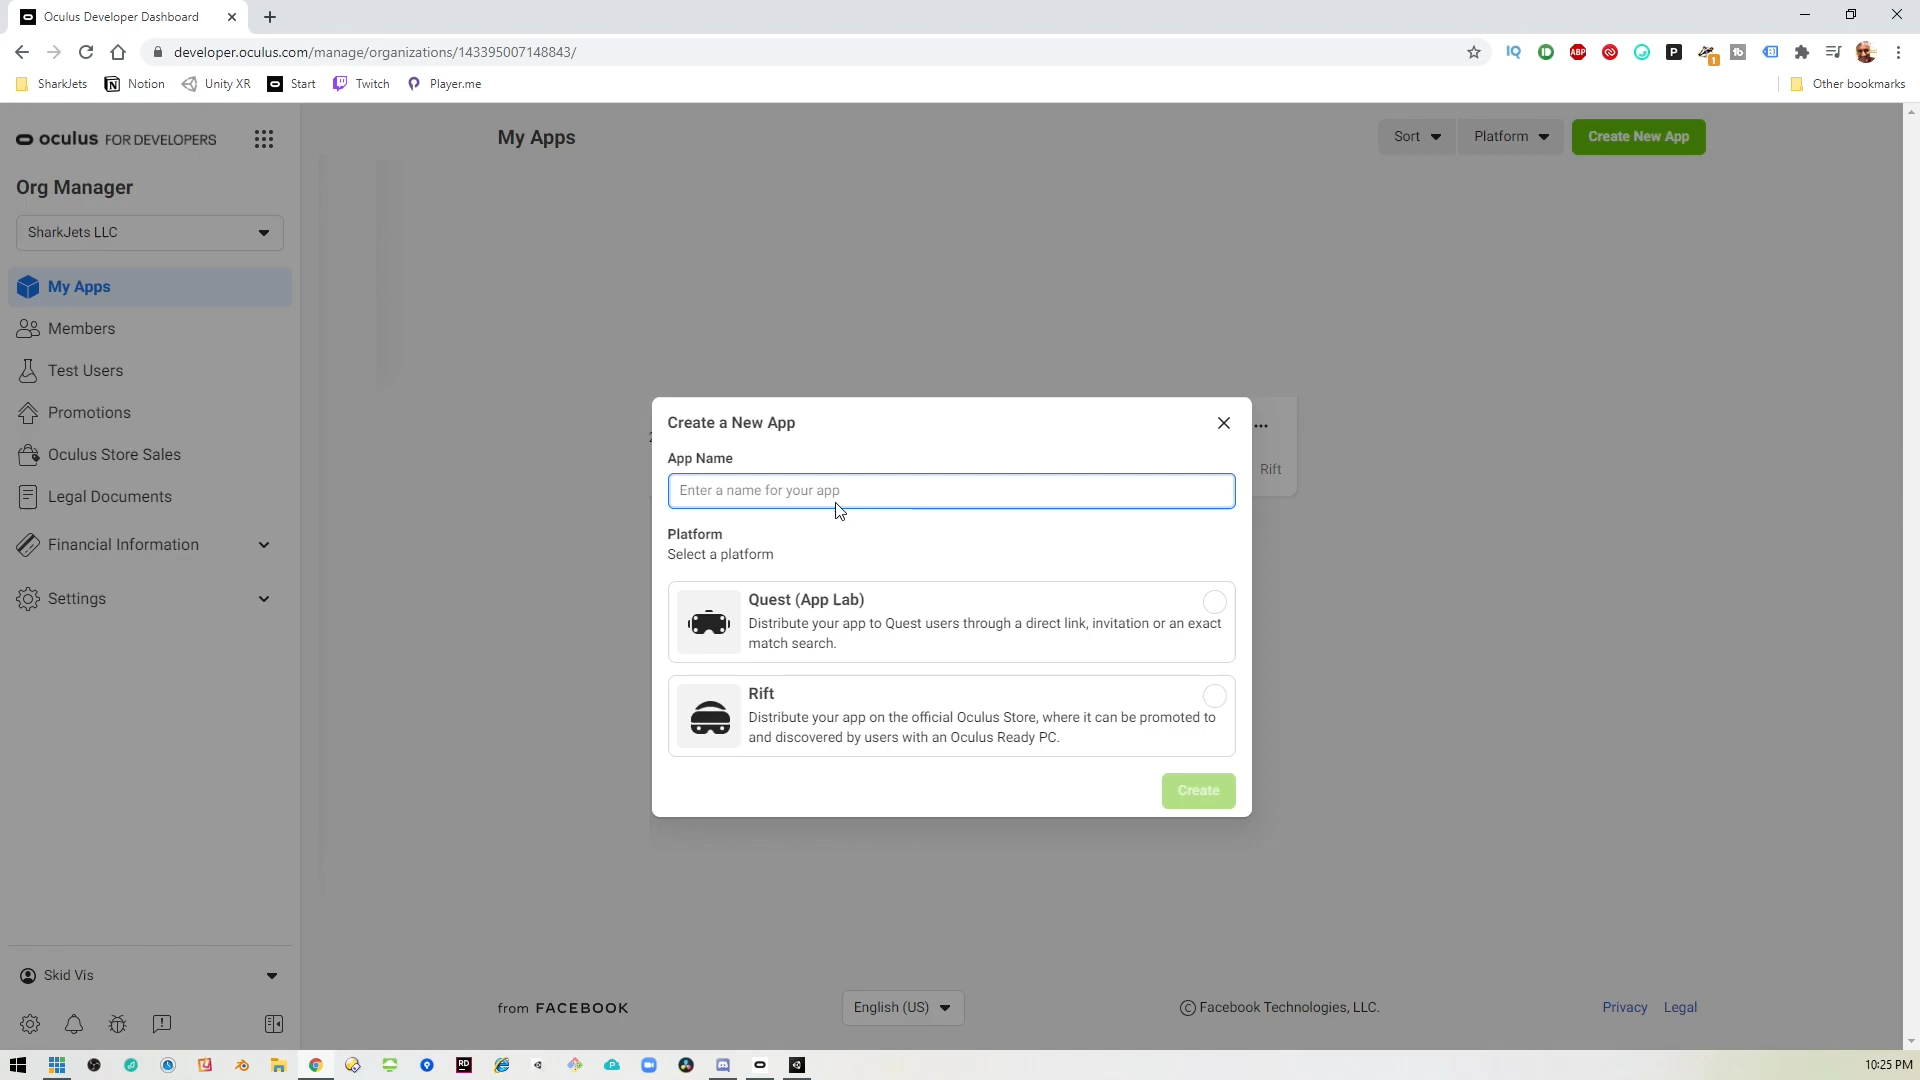 Oculus Developer Dashboard
developer.oculus.com/manage/organizations/143395007148843/
SharkJets
Notion
Unity XR
Start
Twitch
Player.me
Other bookmarks
oculus FOR DEVELOPERS
Org Manager
SharkJets LLC
My Apps
Members
Test Users
Promotions
Oculus Store Sales
Legal Documents
Financial Information
Settings
Skid Vis
My Apps
Sort
Platform
Create New App
Create a New App
App Name
Enter a name for your app
Platform
Select a platform
Quest (App Lab)
Distribute your app to Quest users through a direct link, invitation or an exact
match search.
Rift
Distribute your app on the official Oculus Store, where it can be promoted to
and discovered by users with an Oculus Ready PC.
Create
Rift
from FACEBOOK
English (US)
© Facebook Technologies, LLC.
Privacy
Legal
10:25 PM